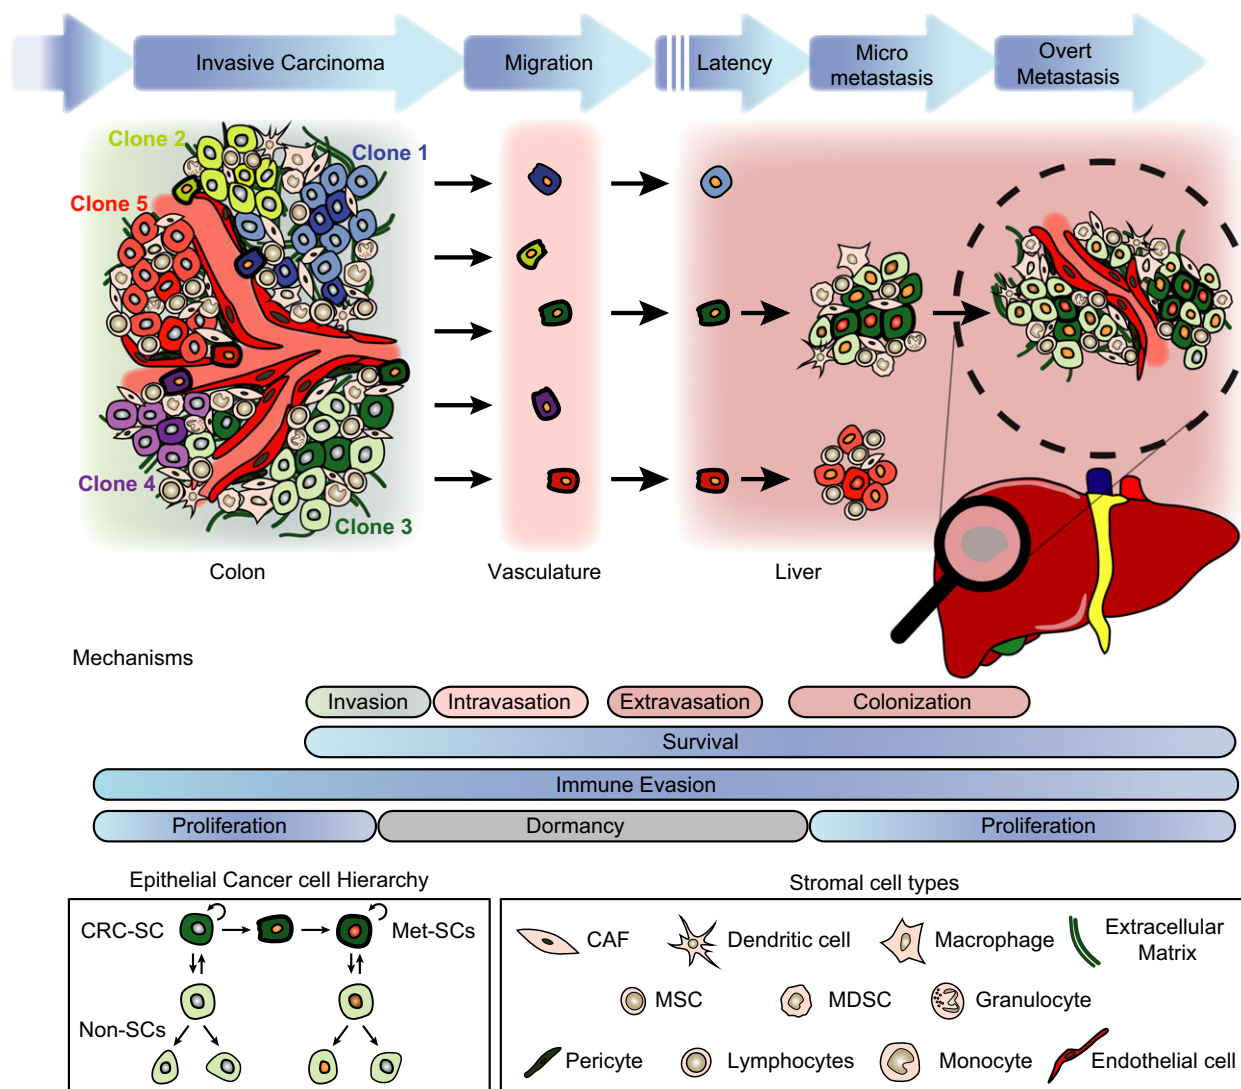 Invasive Carcinoma
Migration
Latency
Micro
metastasis
Overt
Metastasis
Clone 2
Clone 1
Clone 5
Clone 4
Clone 3
Colon
Vasculature
Liver
Mechanisms
Invasion
Intravasation
Extravasation
Colonization
Survival
Immune Evasion
Proliferation
Dormancy
Proliferation
Epithelial Cancer cell Hierarchy
CRC-SC
Met-SCs
Non-SCs
Stromal cell types
CAF
Dendritic cell
Macrophage
Extracellular
Matrix
MSC
MDSC
Granulocyte
Pericyte
Lymphocytes
Monocyte
Endothelial cell